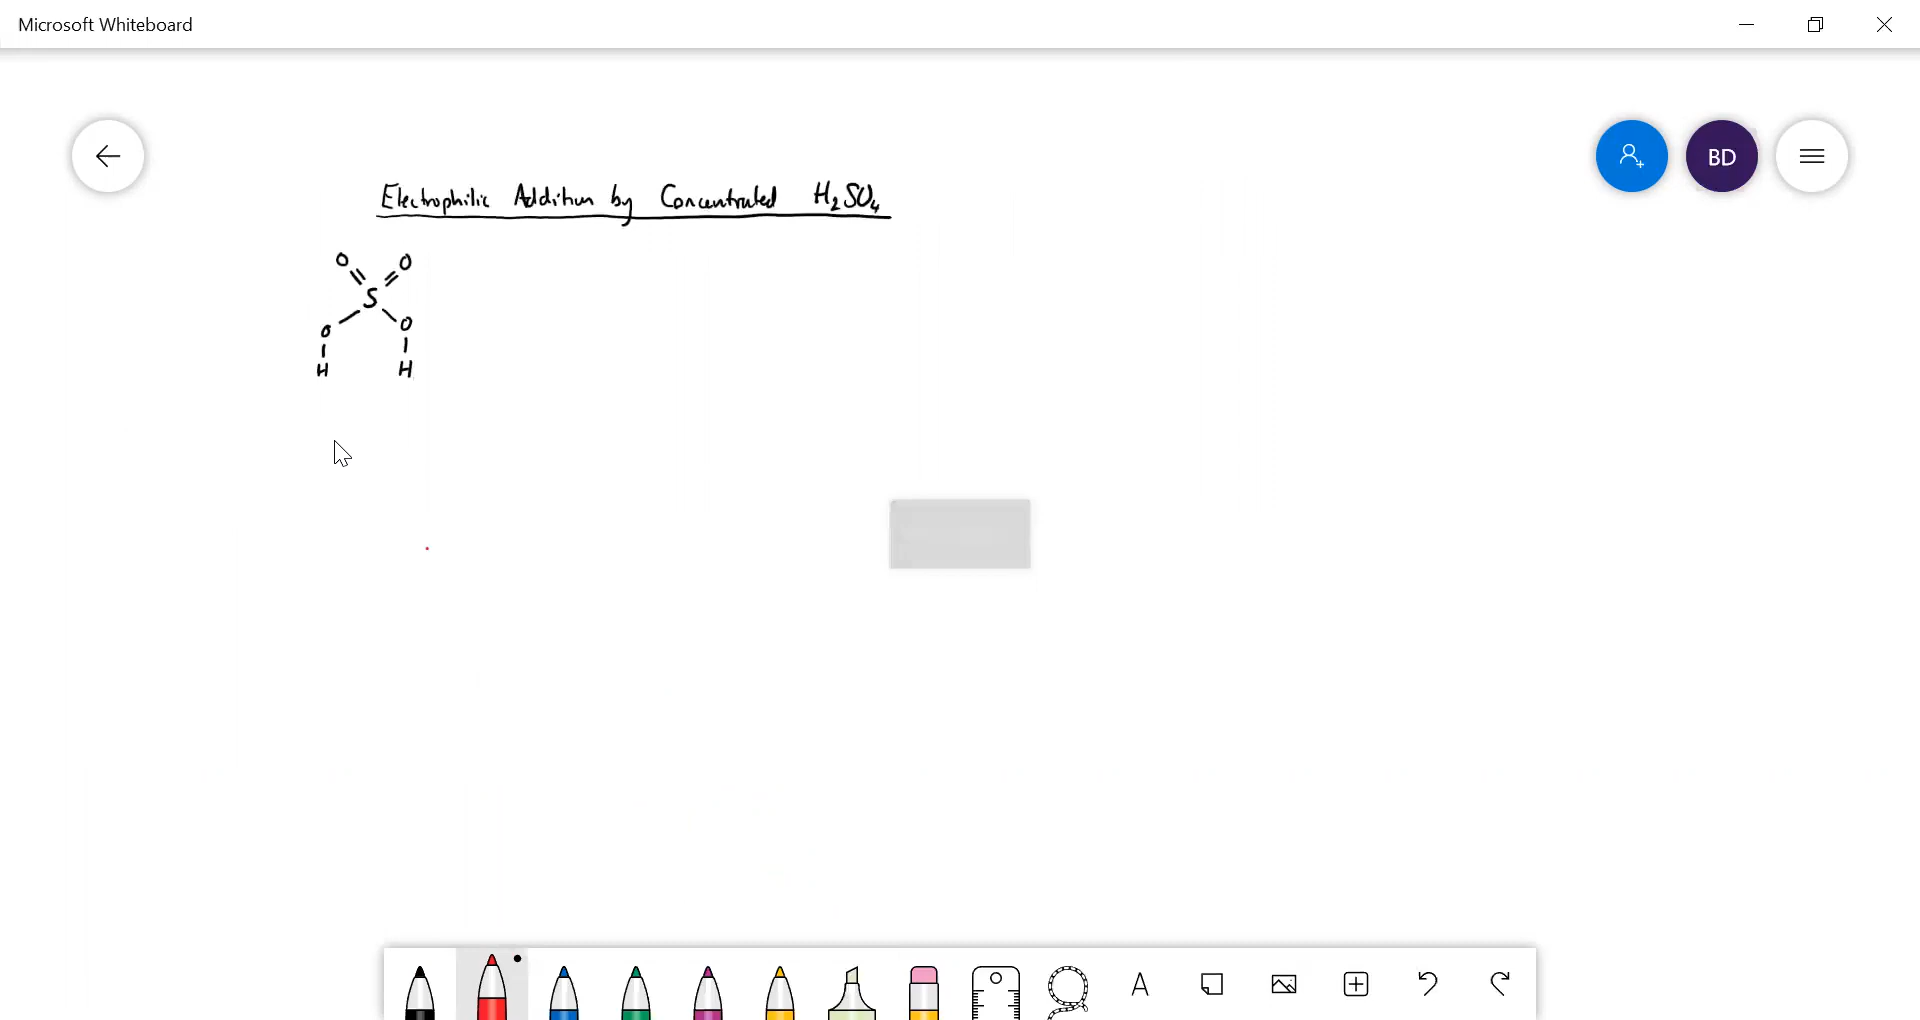 Microsoft Whiteboard
BD
Electrophilic Addition by Concentrated H₂SO₄
O O
S
O O
H H
A